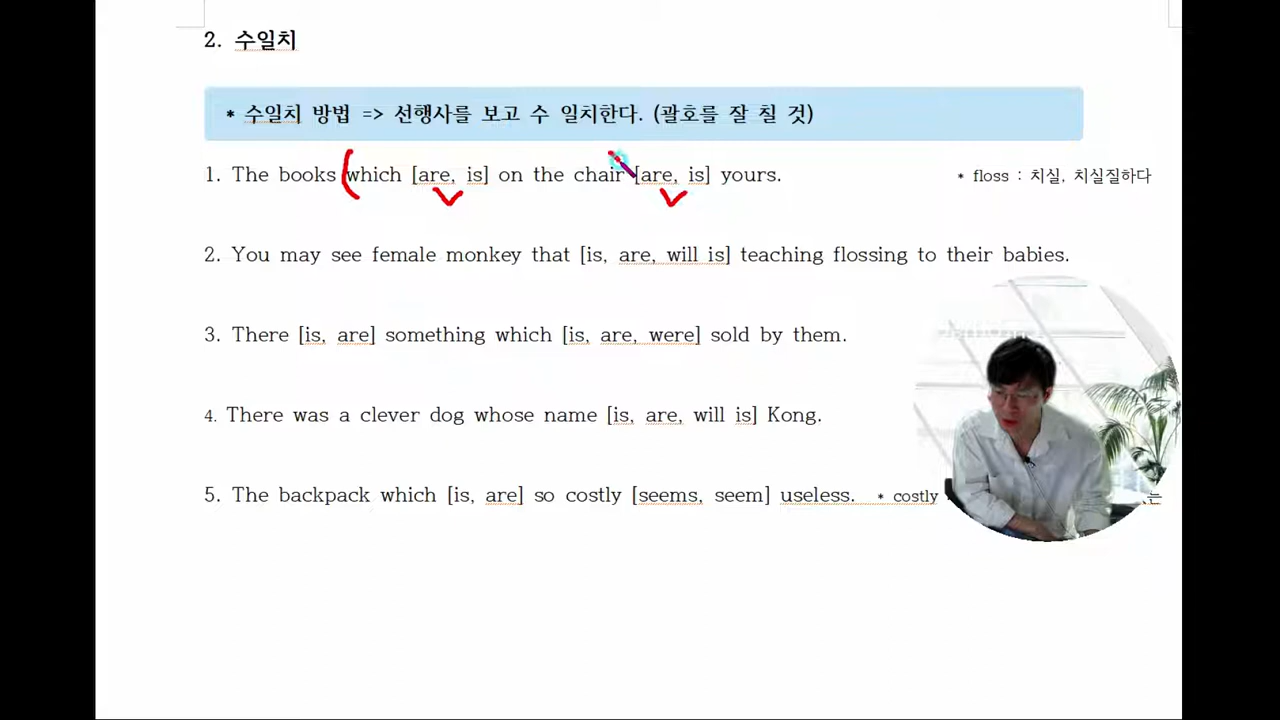 2. 수일치
* 수일치 방법 => 선행사를 보고 수 일치한다. (괄호를 잘 칠 것)
1. The books which [are, is] on the chair [are, is] yours. * floss : 치실, 치실질하다
2. You may see female monkey that [is, are, will is] teaching flossing to their babies.
3. There [is, are] something which [is, are, were] sold by them.
4. There was a clever dog whose name [is, are, will is] Kong.
5. The backpack which [is, are] so costly [seems, seem] useless. * costly 는